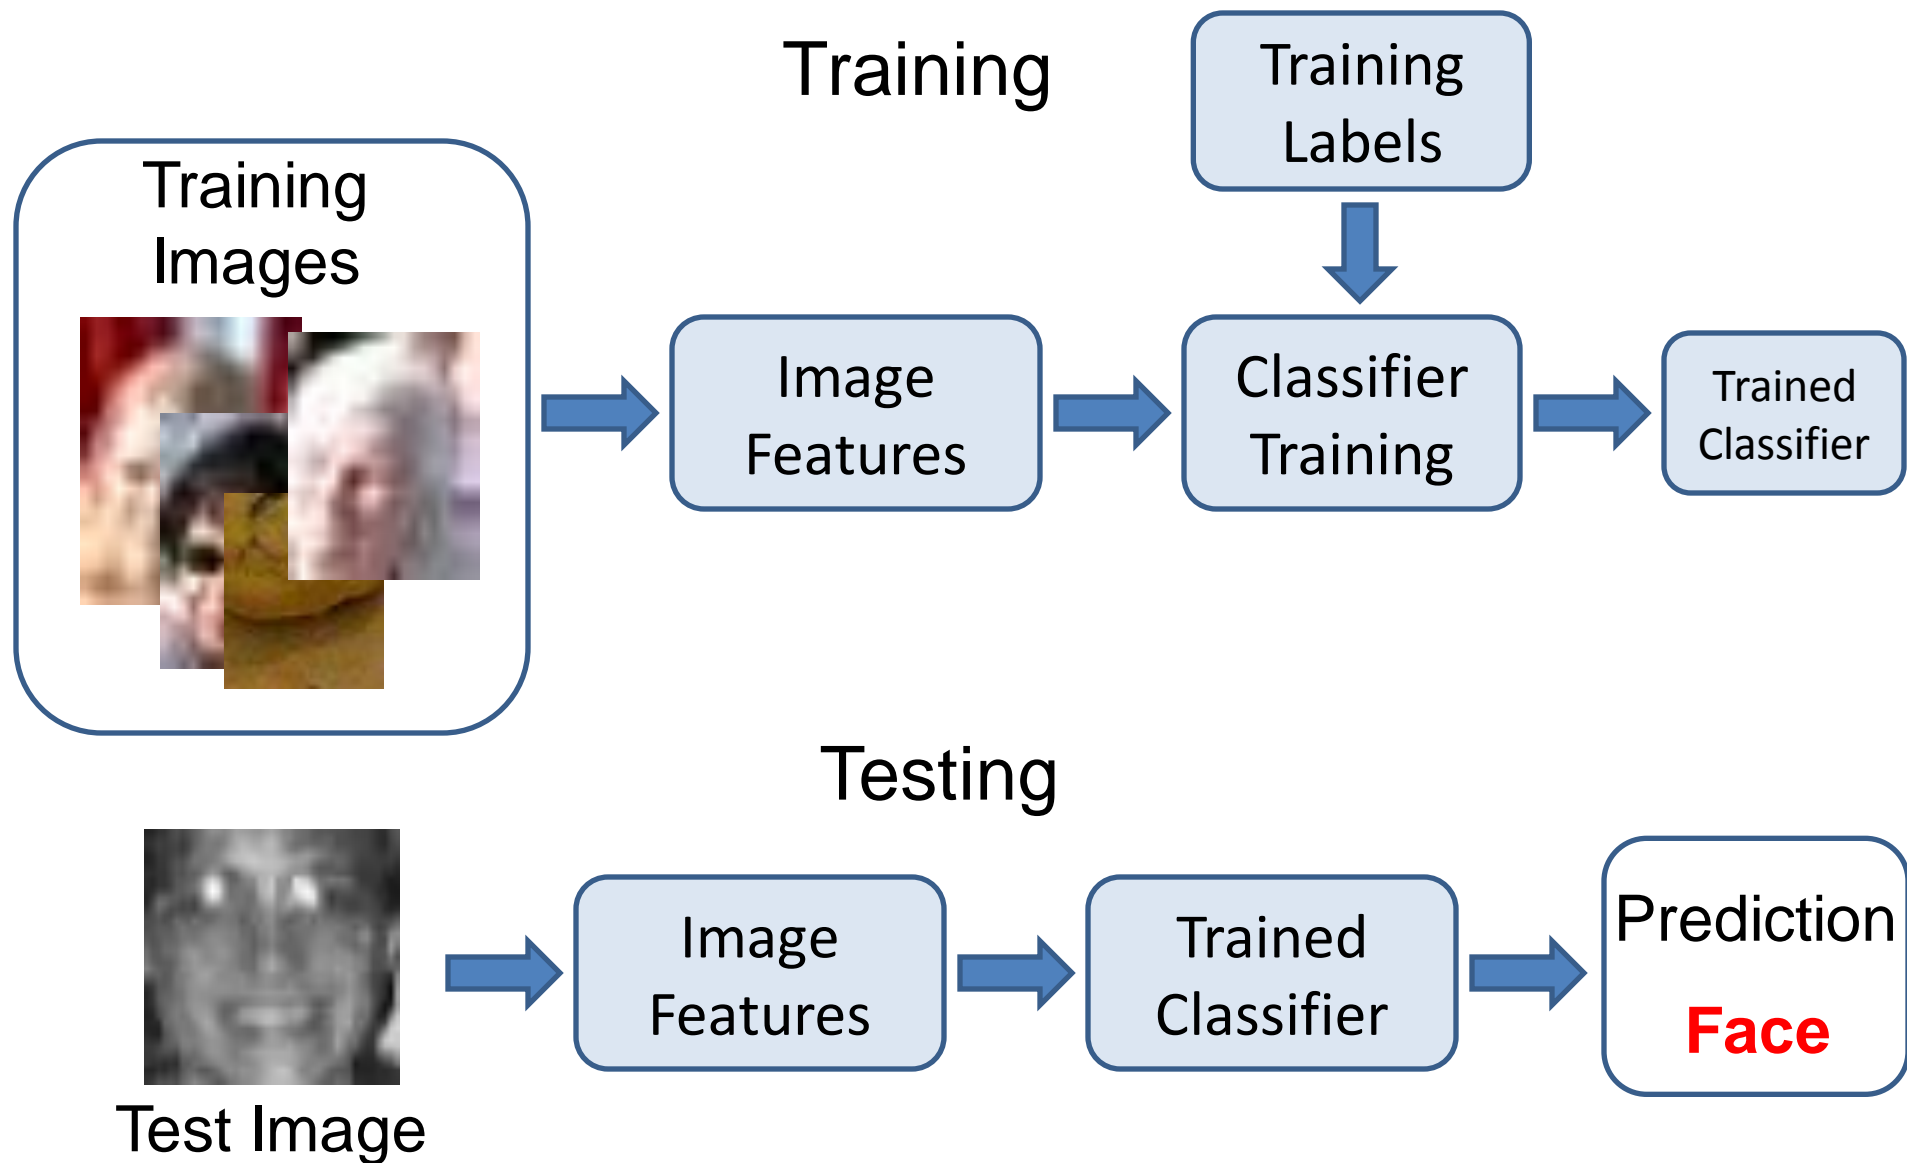 Training
Training
Labels
Training
Images
Image
Features
Classifier
Training
Trained
Classifier
Testing
Test Image
Image
Features
Trained
Classifier
Prediction
Face